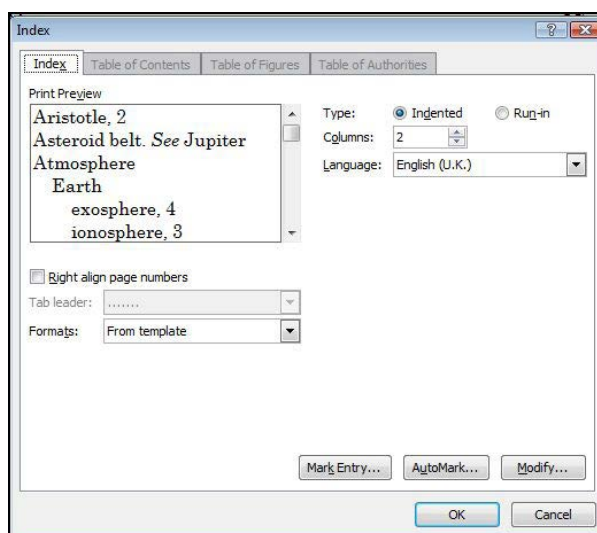 Index
Index Table of Contents Table of Figures Table of Authorities
Print Preview
Aristotle, 2
Asteroid belt. See Jupiter
Atmosphere
Earth
exosphere, 4
ionosphere, 3
Type: Indented Run-in
Columns: 2
Language: English (U.K.)
Right align page numbers
Tab leader: .......
Formats: From template
Mark Entry... AutoMark... Modify...
OK Cancel